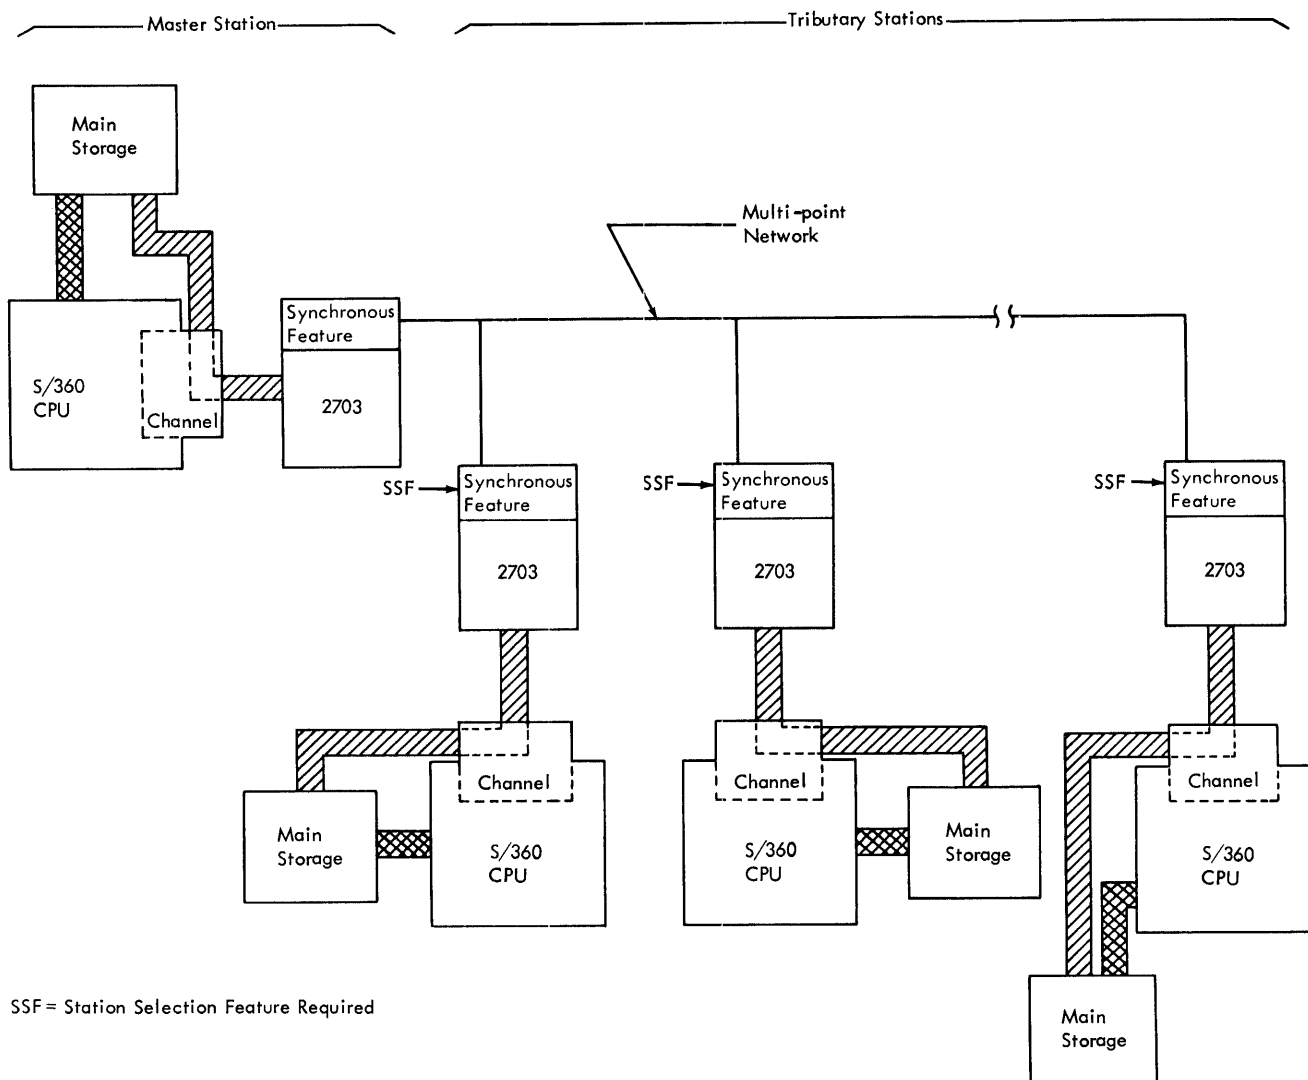 Master Station
Tributary Stations
Main
Storage
Multi-point
Network
S/360
CPU
Channel
Synchronous
Feature
2703
SSF
Synchronous
Feature
2703
SSF
Synchronous
Feature
2703
SSF
Synchronous
Feature
2703
Main
Storage
Channel
S/360
CPU
Channel
S/360
CPU
Main
Storage
Channel
S/360
CPU
Main
Storage
SSF = Station Selection Feature Required